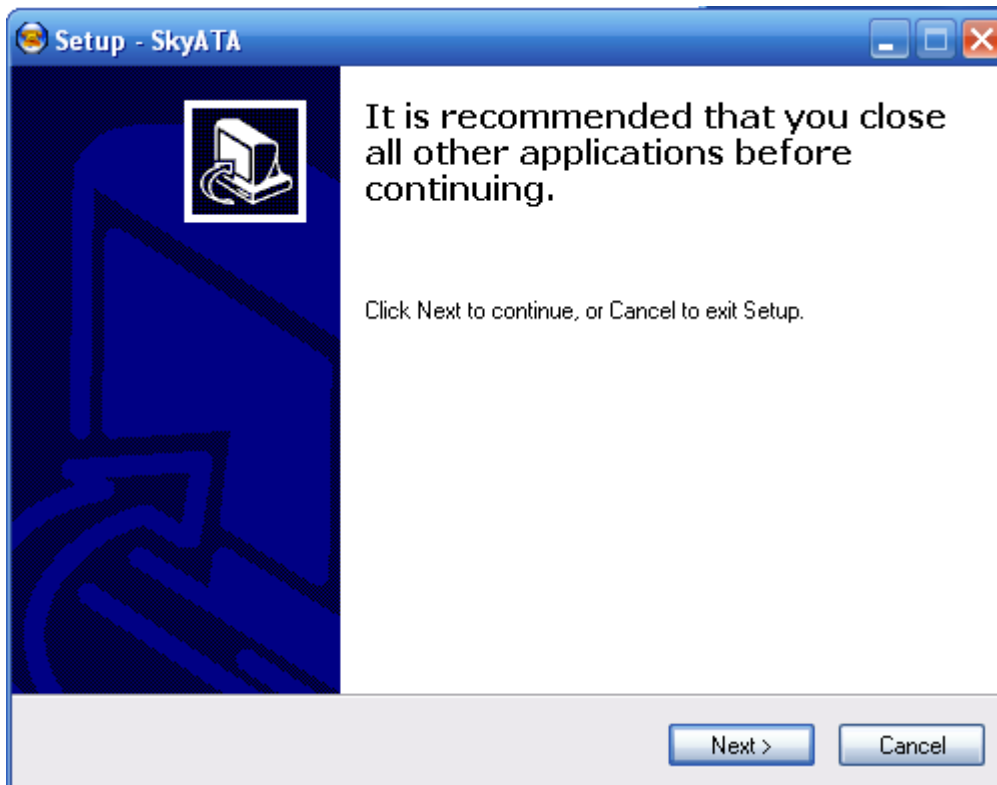 Setup - SkyATA
It is recommended that you close
all other applications before
continuing.
Click Next to continue, or Cancel to exit Setup.
Next >
Cancel